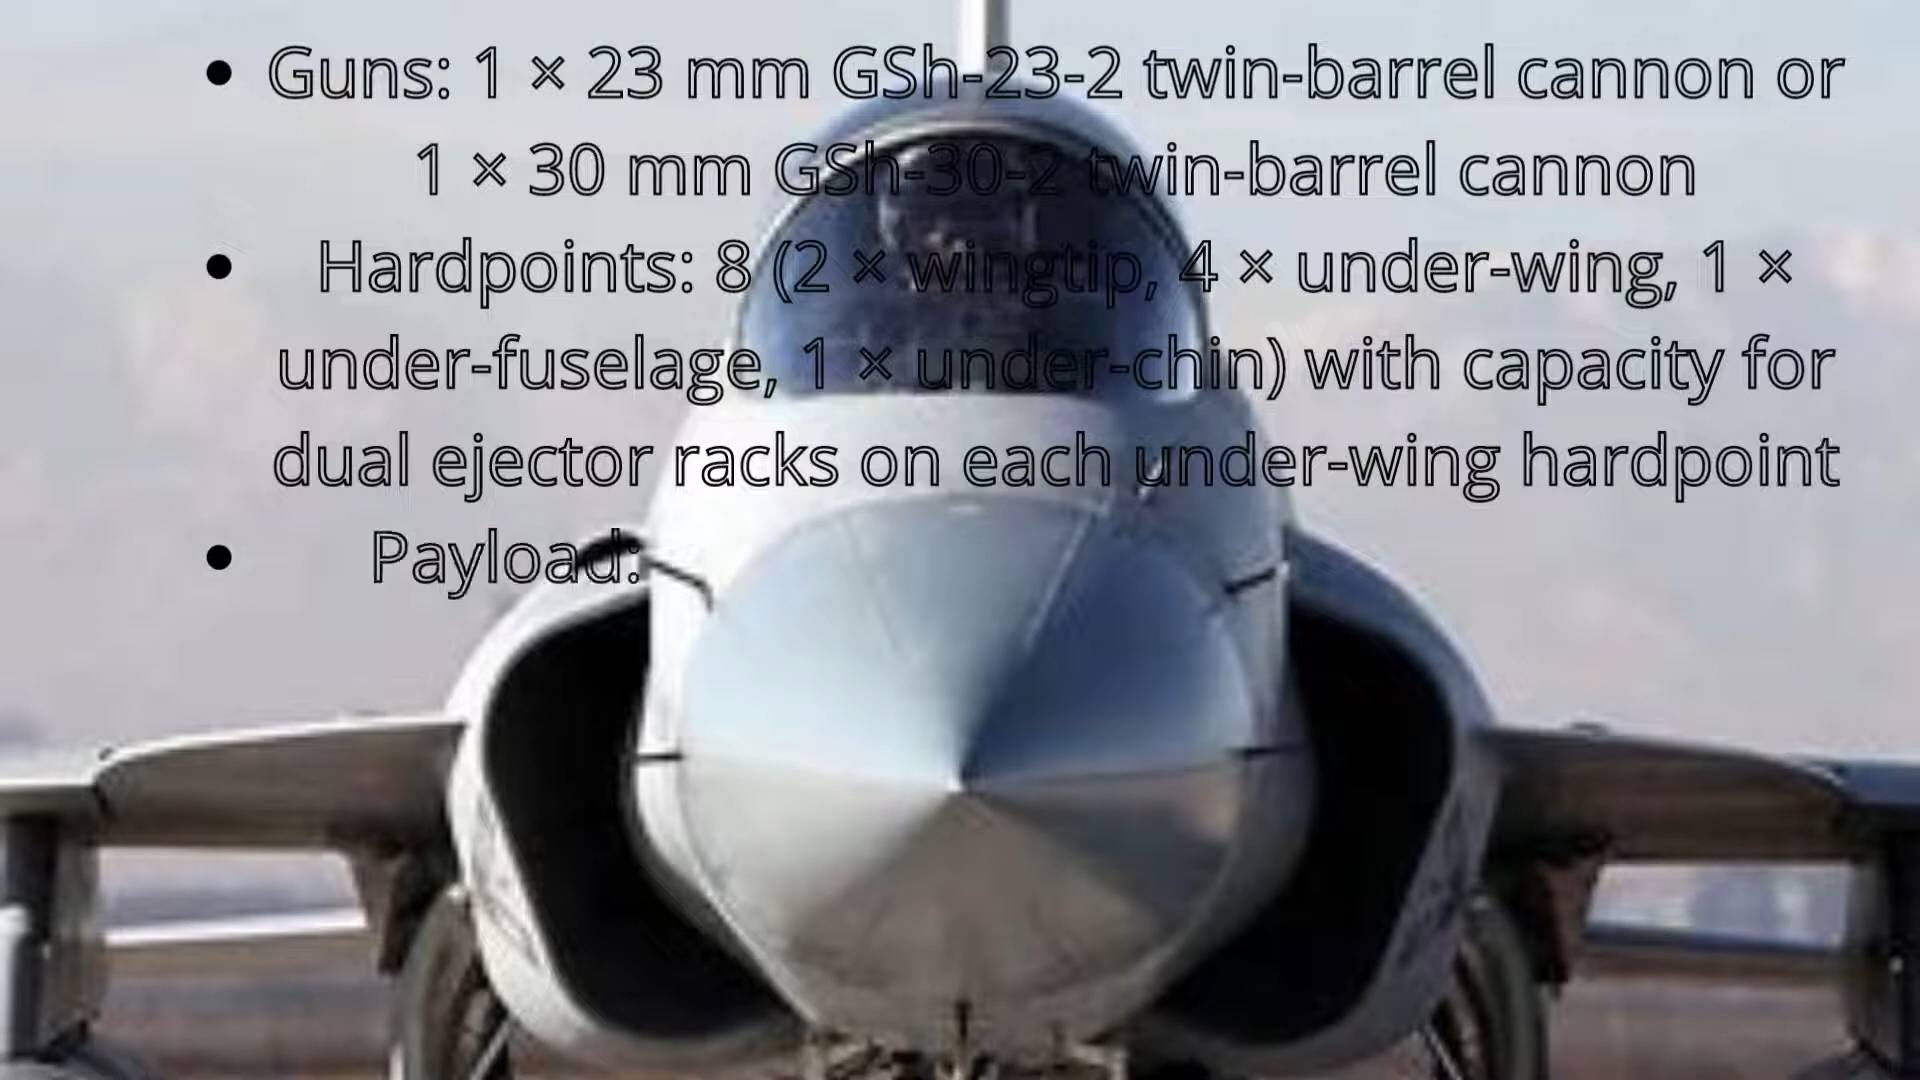 • Guns: 1 × 23 mm GSh-23-2 twin-barrel cannon or
1 × 30 mm GSh-30-2 twin-barrel cannon
• Hardpoints: 8 (2 × wingtip, 4 × under-wing, 1 ×
under-fuselage, 1 × under-chin) with capacity for
dual ejector racks on each under-wing hardpoint
• Payload: